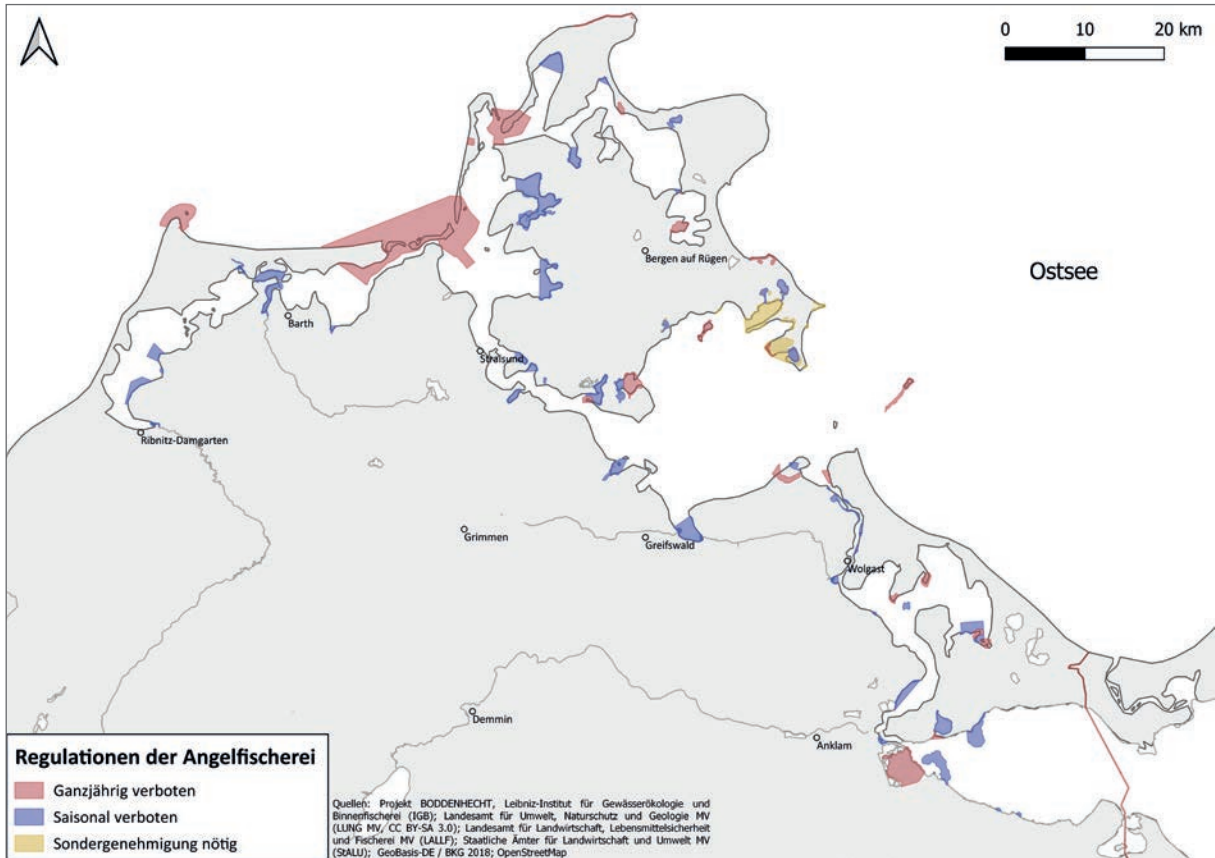 0 10 20 km
Bergen auf Rügen
Ostsee
Barth
Stralsund
Ribnitz-Damgarten
Grimmen
Greifswald
Wolgast
Demmin
Anklam
Regulationen der Angelfischerei
Ganzjährig verboten
Saisonal verboten
Sondergenehmigung nötig
Quellen: Projekt BODDENHECHT, Leibniz-Institut für Gewässerökologie und
Binnenfischerei (IGB); Landesamt für Umwelt, Naturschutz und Geologie MV
(LUNG MV, CC BY-SA 3.0); Landesamt für Landwirtschaft, Lebensmittelsicherheit
und Fischerei MV (LALLF); Staatliche Ämter für Landwirtschaft und Umwelt MV
(StALU); GeoBasis-DE / BKG 2018; OpenStreetMap